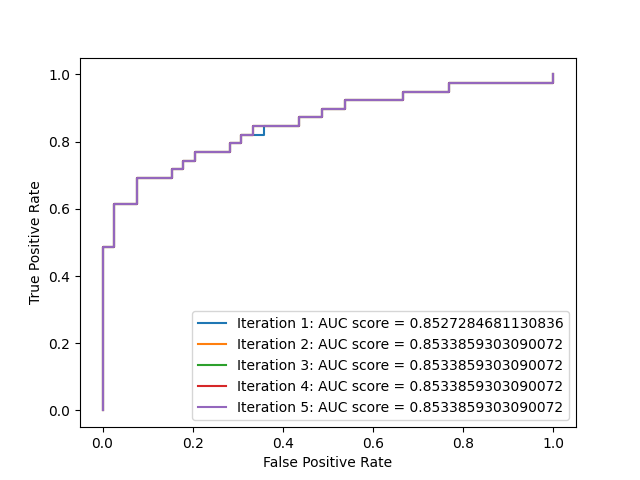 1.0
0.8
0.6
0.4
0.2
0.0
True Positive Rate
Iteration 1: AUC score = 0.8527284681130836
Iteration 2: AUC score = 0.8533859303090072
Iteration 3: AUC score = 0.8533859303090072
Iteration 4: AUC score = 0.8533859303090072
Iteration 5: AUC score = 0.8533859303090072
0.0 0.2 0.4 0.6 0.8 1.0
False Positive Rate